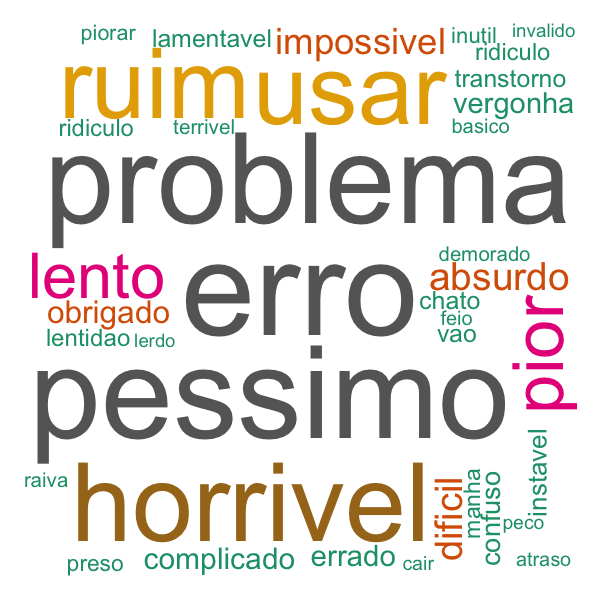 piorar lamentavel impossivel inutil invalido
ridiculo
ruim usar transtorno
vergonha
ridiculo terrivel basico
problema
demorado
lento erro absurdo
obrigado chato pior
feio
lentidao lerdo vao
pessimo
instavel
raiva horrivel dificil manha confuso
peco
preso complicado errado cair atraso